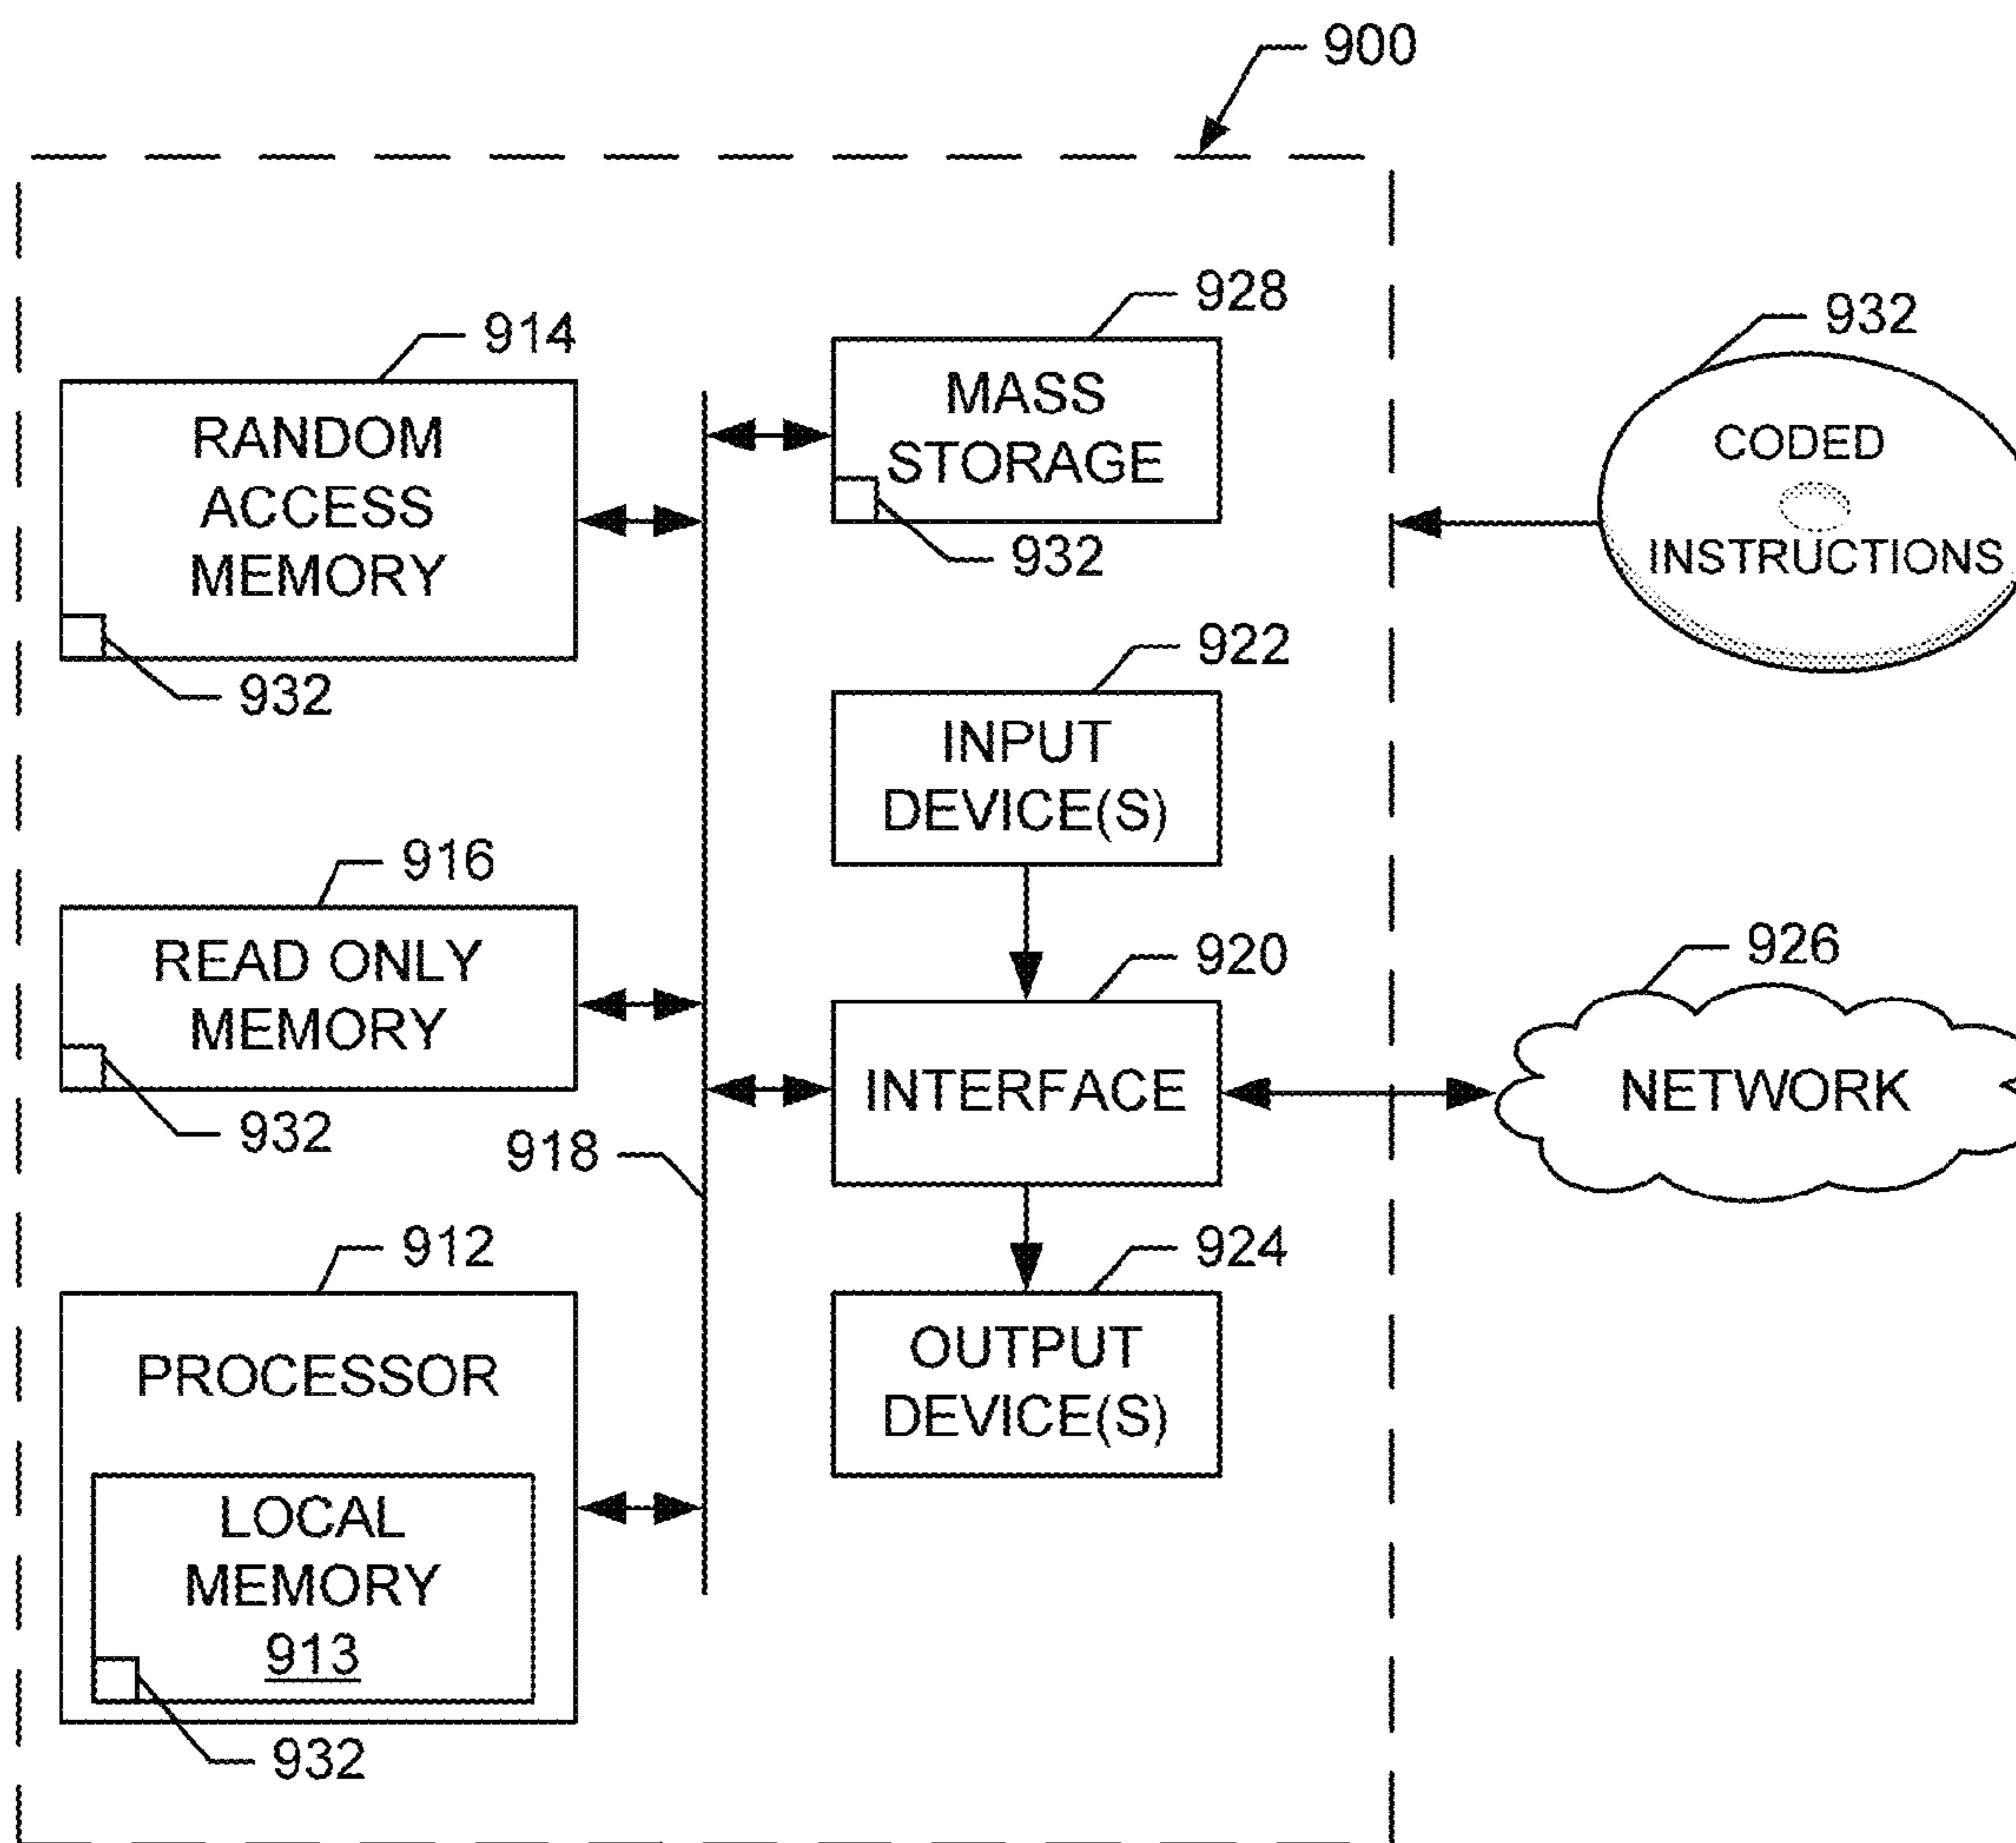 900
928
932
914
MASS
STORAGE
RANDOM
ACCESS
MEMORY
CODED
INSTRUCTIONS
932
932
922
INPUT
DEVICE(S)
916
READ ONLY
MEMORY
920
926
INTERFACE
NETWORK
932
918
912
924
PROCESSOR
OUTPUT
DEVICE(S)
LOCAL
MEMORY
913
932